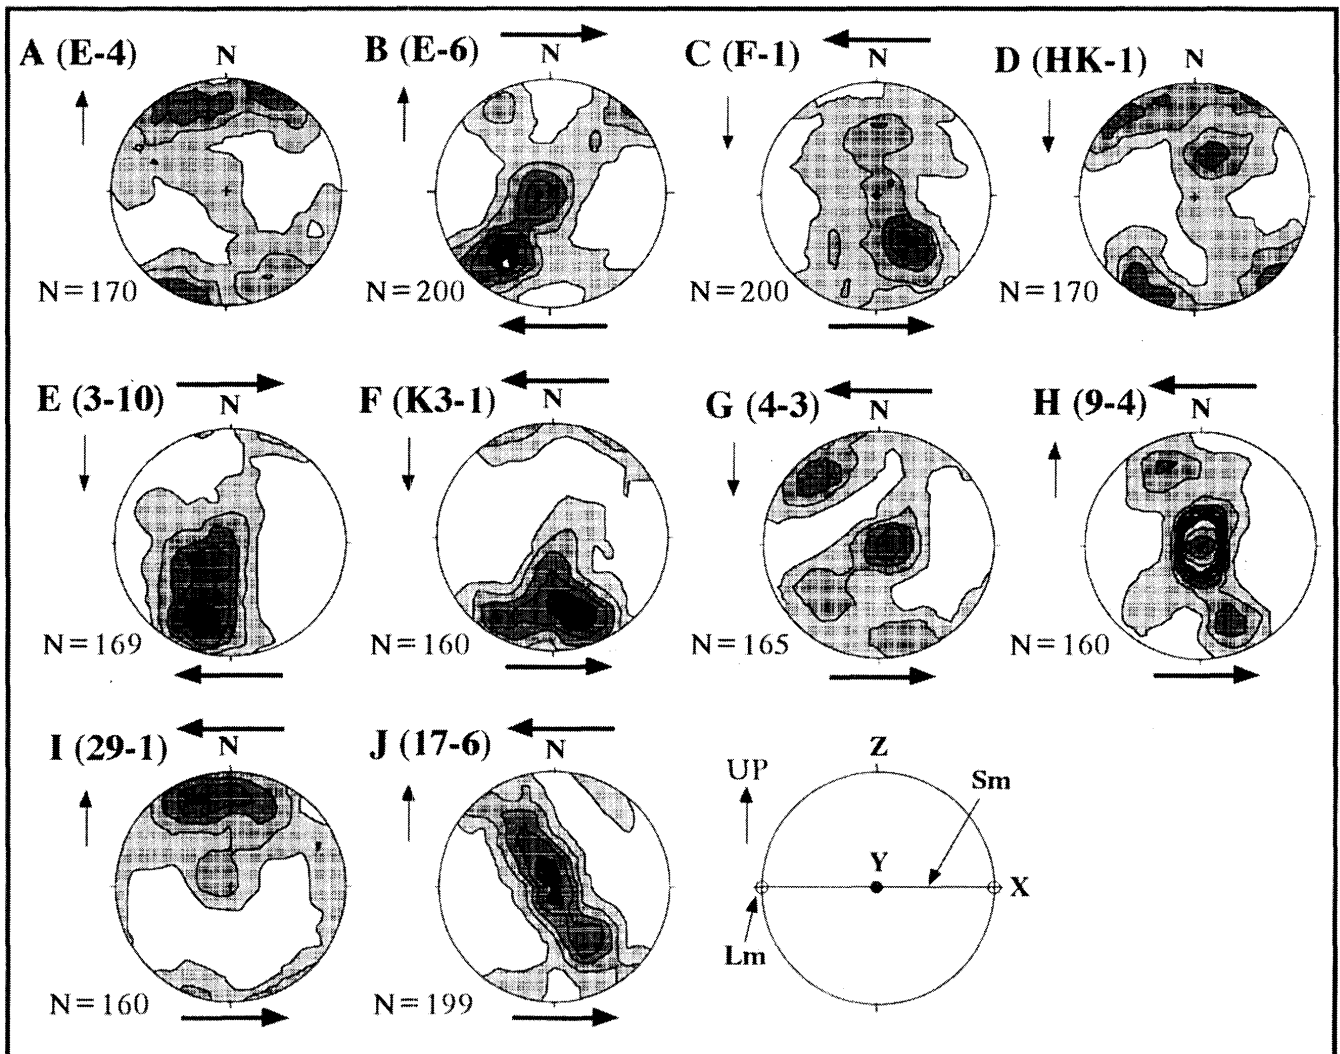 A (E-4)
N
N=170
B (E-6)
N
N=200
C (F-1)
N
N=200
D (HK-1)
N
N=170
E (3-10)
N
N=169
F (K3-1)
N
N=160
G (4-3)
N
N=165
H (9-4)
N
N=160
I (29-1)
N
N=160
J (17-6)
N
N=199
UP
Z
Sm
Y
X
Lm